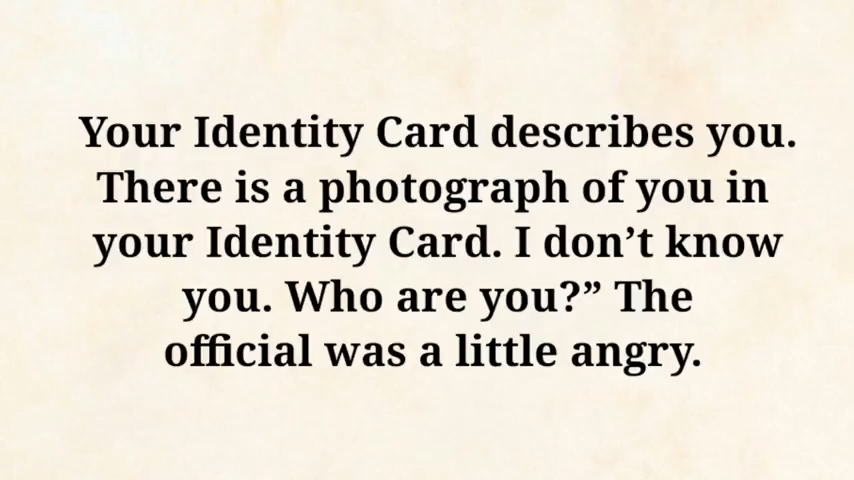 Your Identity Card describes you.
There is a photograph of you in
your Identity Card. I don’t know
you. Who are you?” The
official was a little angry.